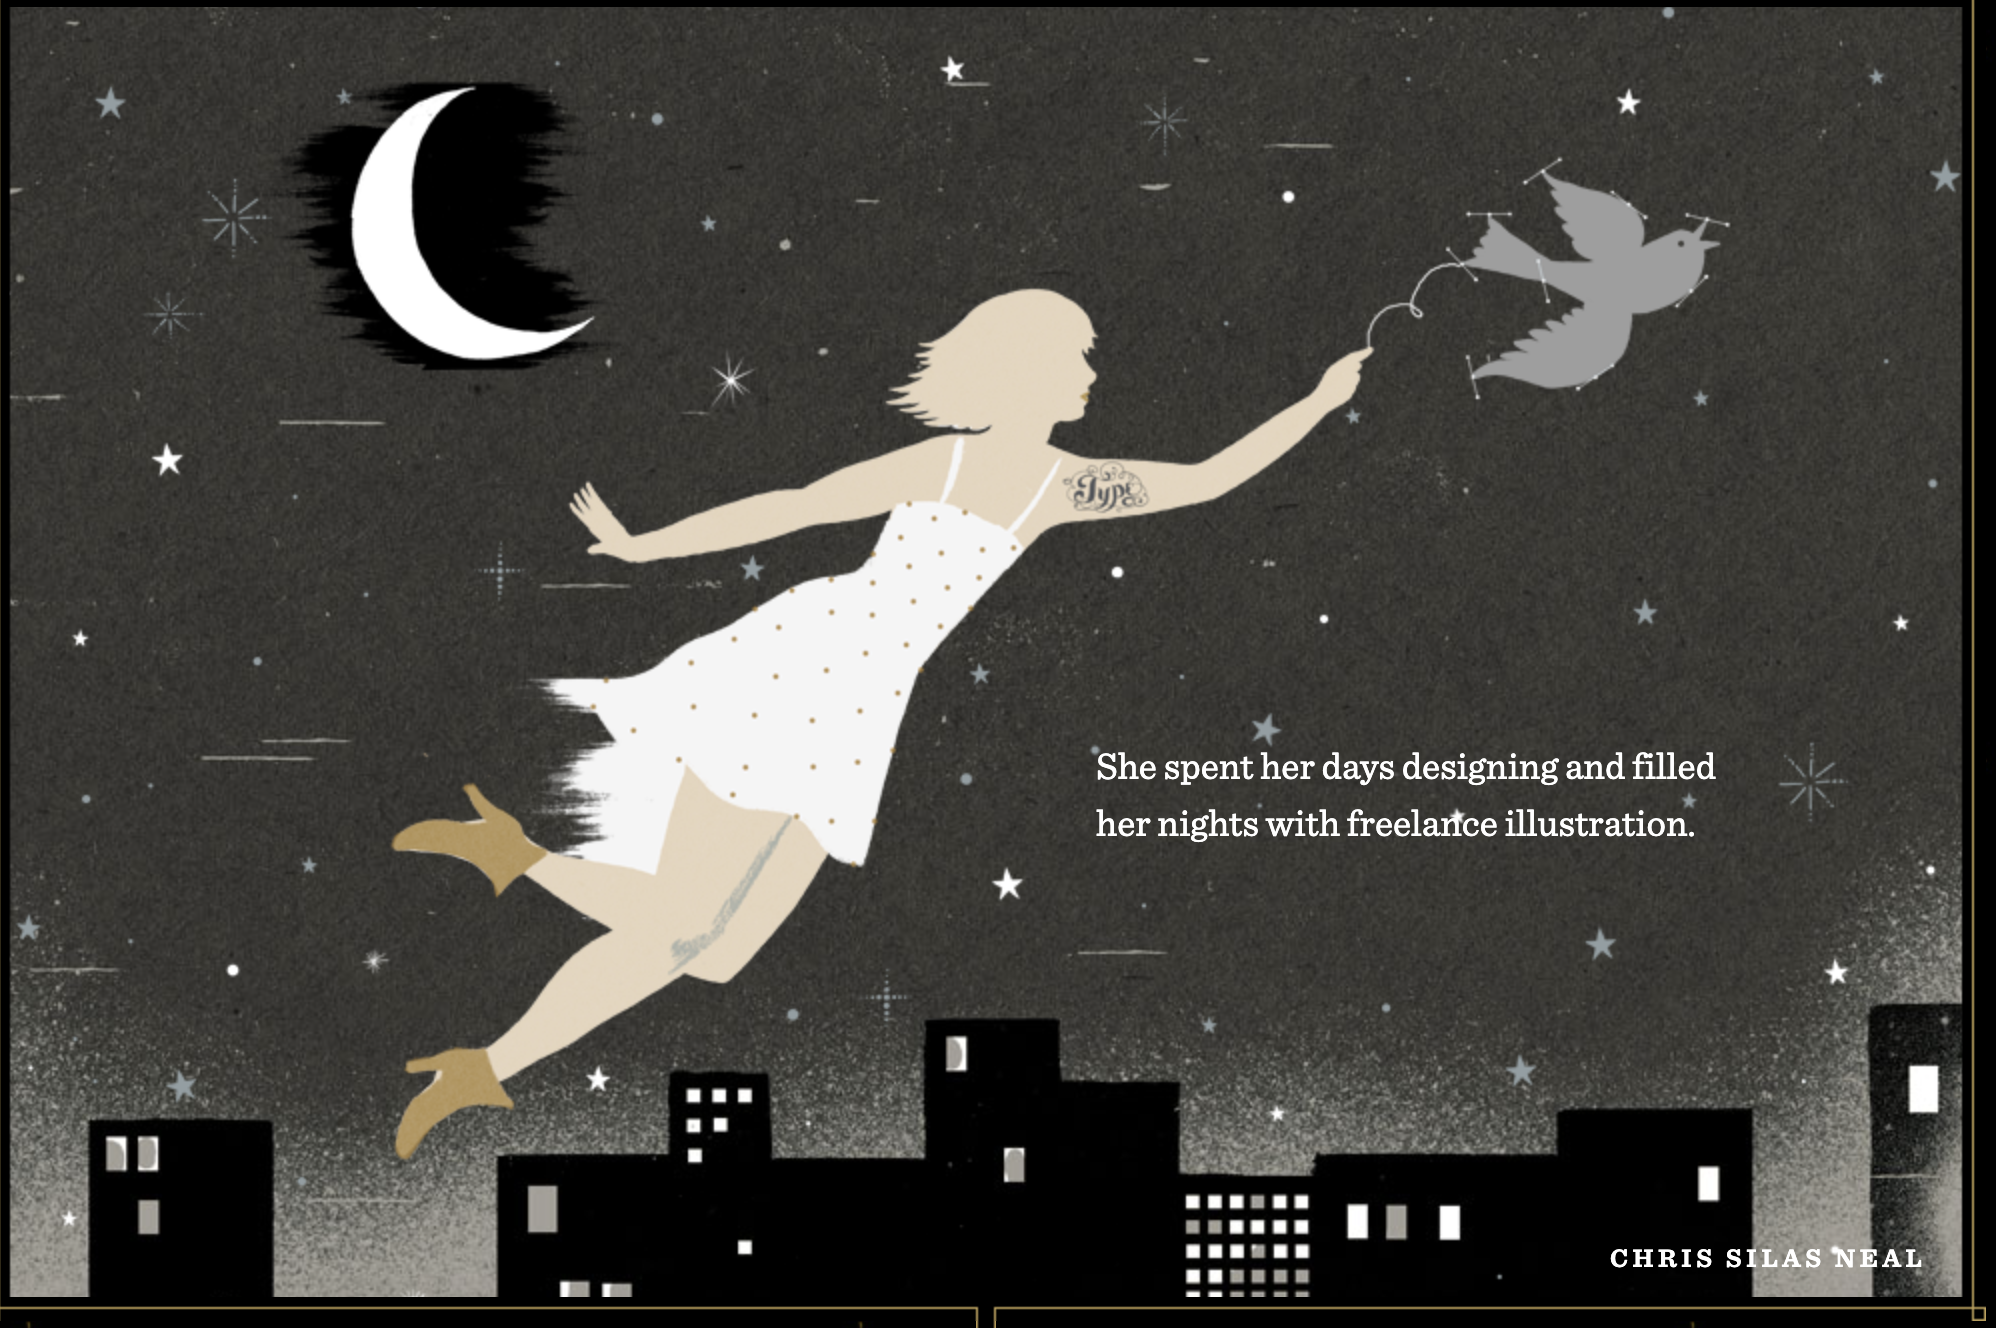 Type
She spent her days designing and filled
her nights with freelance illustration.
CHRIS SILAS NEAL